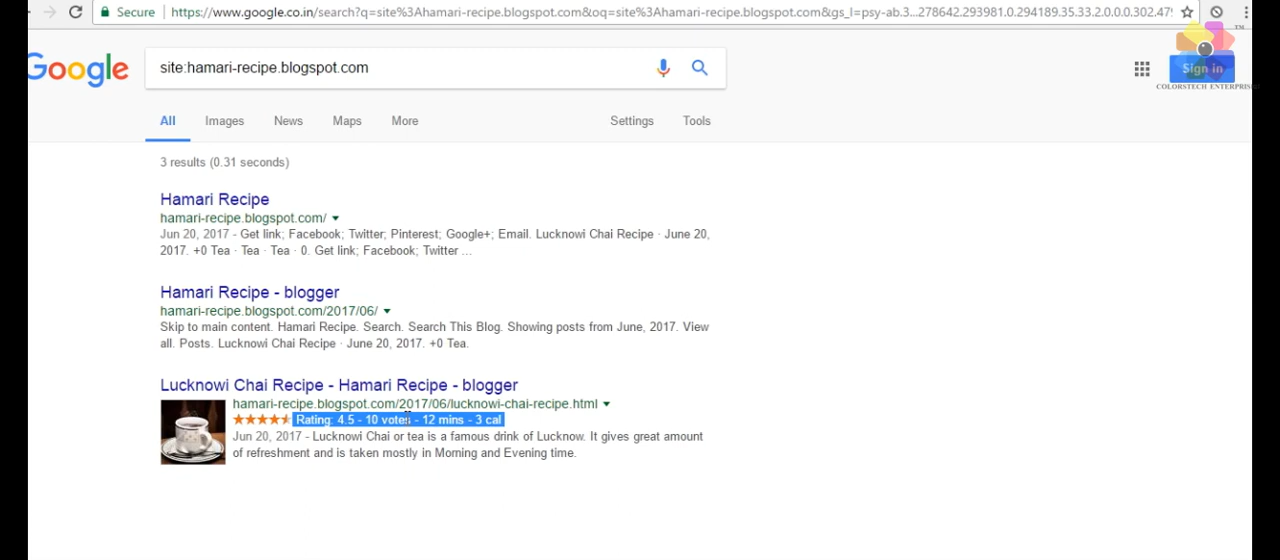 Secure
https://www.google.co.in/search?q=site%3Ahamari-recipe.blogspot.com&oq=site%3Ahamari-recipe.blogspot.com&gs_l=psy-ab.3...278642.293981.0.294189.35.33.2.0.0.0.302.47
TM
Google
site:hamari-recipe.blogspot.com
Sign in
COLORSTECH ENTERPRIS
All
Images
News
Maps
More
Settings
Tools
3 results (0.31 seconds)
Hamari Recipe
hamari-recipe.blogspot.com/
Jun 20, 2017 - Get link; Facebook; Twitter; Pinterest; Google+; Email. Lucknowi Chai Recipe · June 20,
2017. +0 Tea · Tea · Tea · 0. Get link; Facebook; Twitter ...
Hamari Recipe - blogger
hamari-recipe.blogspot.com/2017/06/
Skip to main content. Hamari Recipe. Search. Search This Blog. Showing posts from June, 2017. View
all. Posts. Lucknowi Chai Recipe · June 20, 2017. +0 Tea.
Lucknowi Chai Recipe - Hamari Recipe - blogger
hamari-recipe.blogspot.com/2017/06/lucknowi-chai-recipe.html
Rating: 4.5 - 10 votes - 12 mins - 3 cal
Jun 20, 2017 - Lucknowi Chai or tea is a famous drink of Lucknow. It gives great amount
of refreshment and is taken mostly in Morning and Evening time.